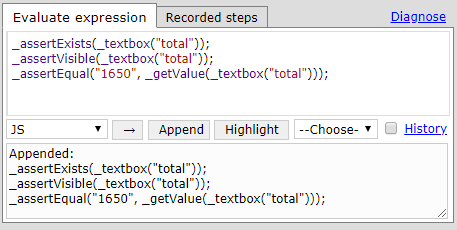 Evaluate expression Recorded steps Diagnose
_assertExists(_textbox("total"));
_assertVisible(_textbox("total"));
_assertEqual("1650", _getValue(_textbox("total")));
JS → Append Highlight --Choose- History
Appended:
_assertExists(_textbox("total"));
_assertVisible(_textbox("total"));
_assertEqual("1650", _getValue(_textbox("total")));